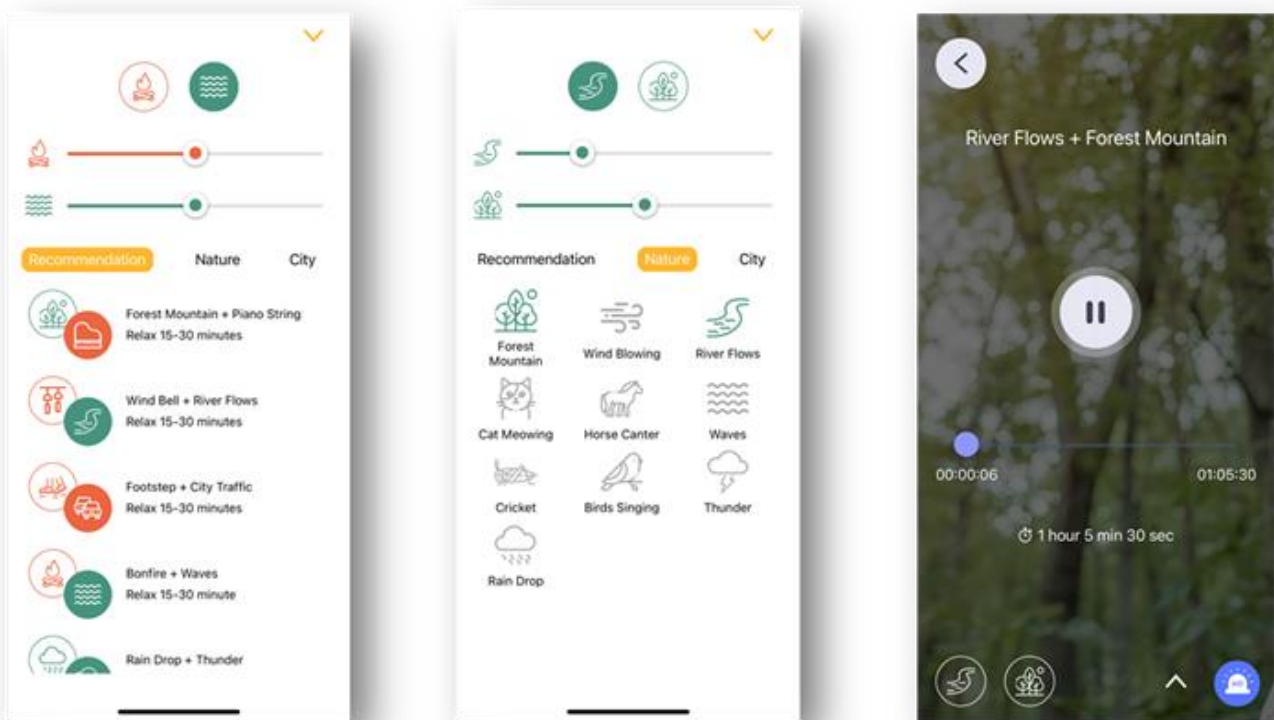 Recommendation Nature City
Forest Mountain + Piano String
Relax 15-30 minutes
Wind Bell + River Flows
Relax 15-30 minutes
Footstep + City Traffic
Relax 15-30 minutes
Bonfire + Waves
Relax 15-30 minute
Rain Drop + Thunder
Recommendation Nature City
Forest
Mountain
Wind Blowing
River Flows
Cat Meowing
Horse Canter
Waves
Cricket
Birds Singing
Thunder
Rain Drop
River Flows + Forest Mountain
00:00:06 01:05:30
1 hour 5 min 30 sec